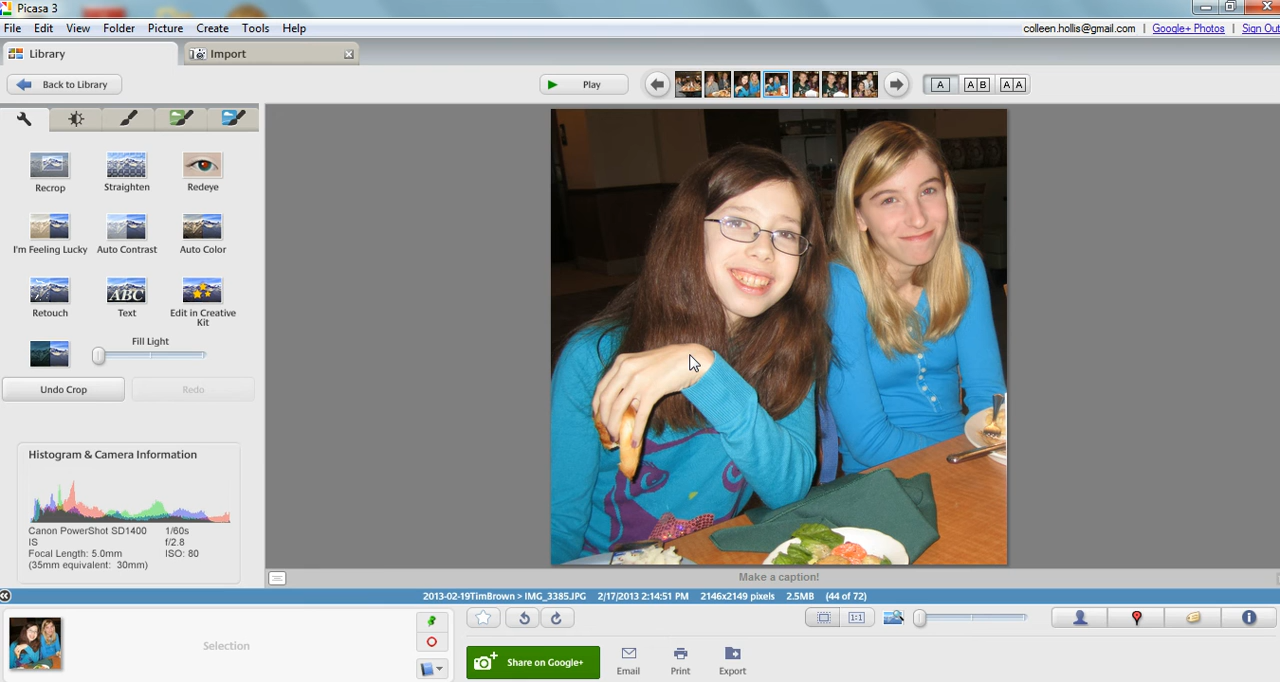 Picasa 3
File Edit View Folder Picture Create Tools Help
colleen.hollis@gmail.com | Google+ Photos | Sign Out
Library
Import
Back to Library
Play
A
A B
A A
Recrop
Straighten
Redeye
I'm Feeling Lucky
Auto Contrast
Auto Color
Retouch
ABC
Text
Edit in Creative
Kit
Fill Light
Undo Crop
Redo
Histogram & Camera Information
Canon PowerShot SD1400 1/60s
IS f/2.8
Focal Length: 5.0mm ISO: 80
(35mm equivalent: 30mm)
Make a caption!
2013-02-19TimBrown > IMG_3385.JPG 2/17/2013 2:14:51 PM 2146x2149 pixels 2.5MB (44 of 72)
Selection
1:1
Share on Google+
Email
Print
Export